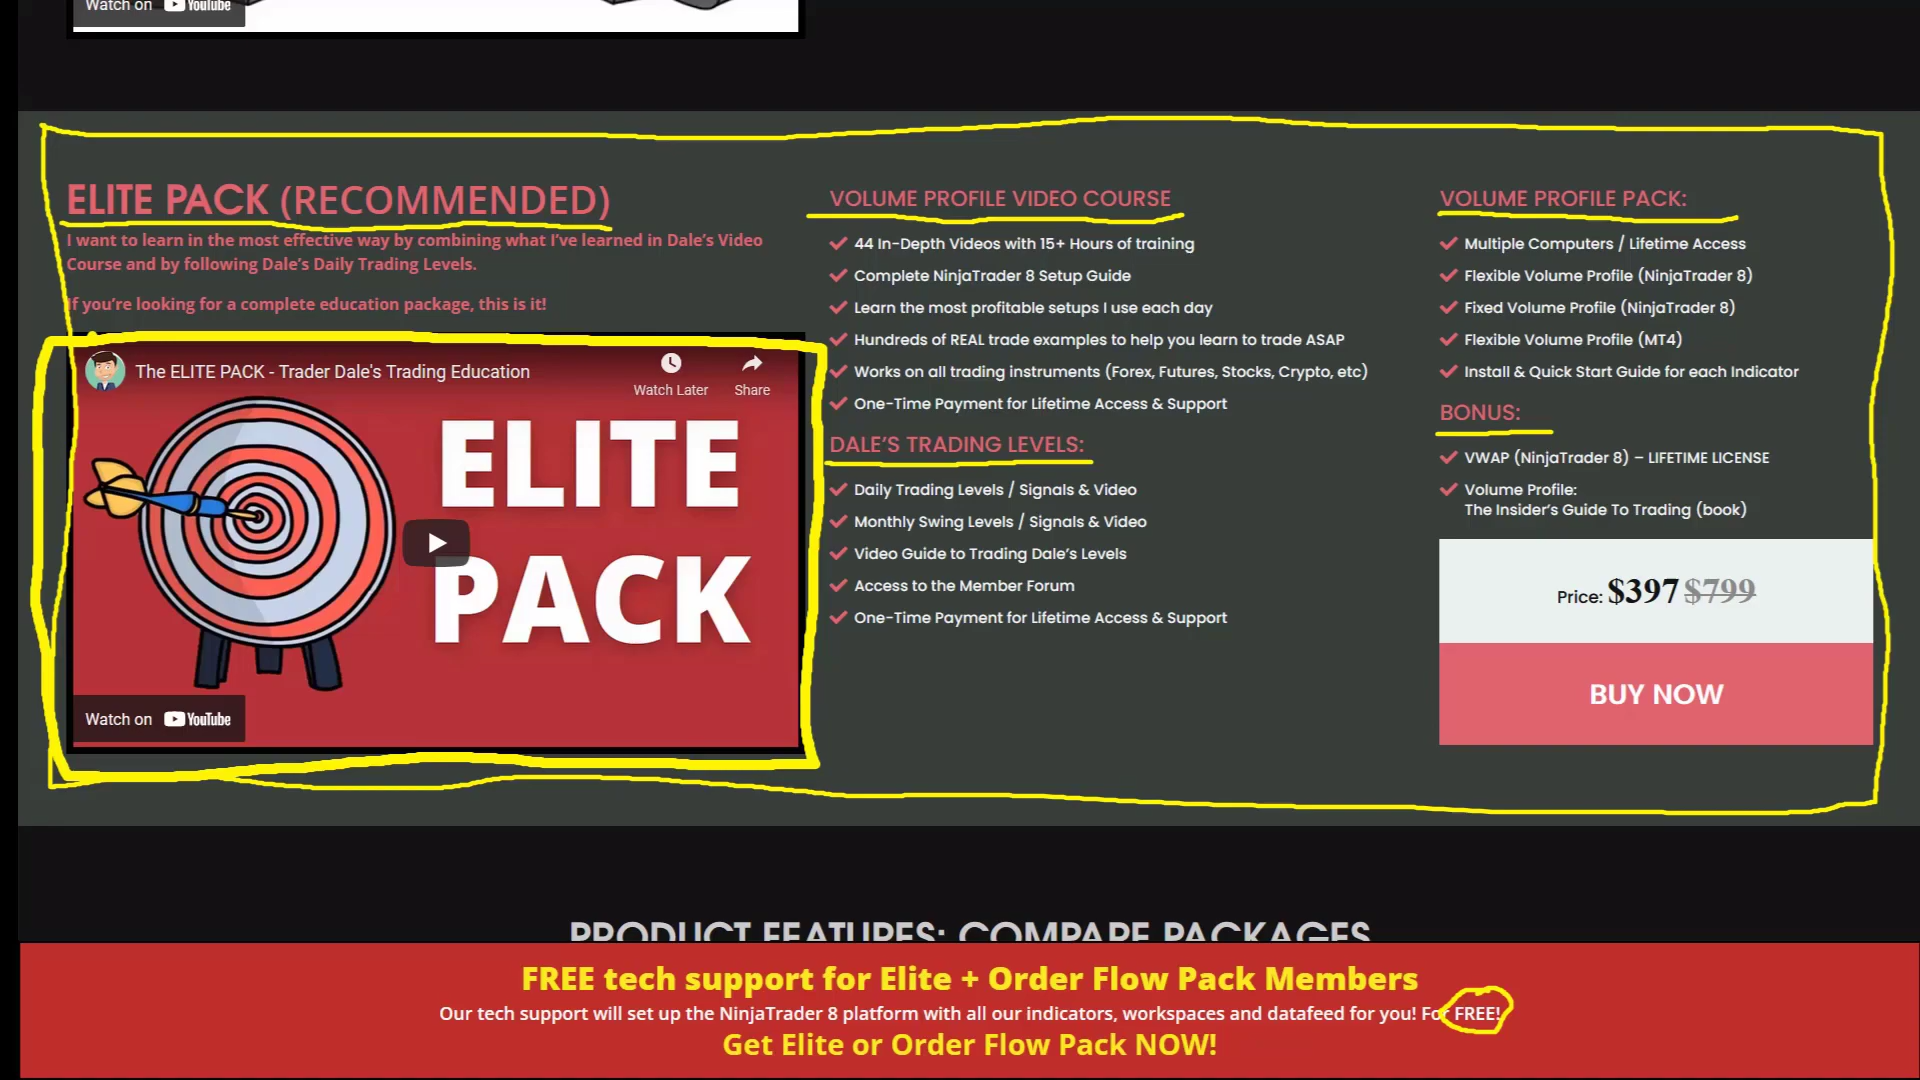 Watch on YouTube
ELITE PACK (RECOMMENDED)
I want to learn in the most effective way by combining what I've learned in Dale's Video
Course and by following Dale's Daily Trading Levels.
If you're looking for a complete education package, this is it!
The ELITE PACK - Trader Dale's Trading Education
Watch Later
Share
ELITE
PACK
Watch on YouTube
VOLUME PROFILE VIDEO COURSE
44 In-Depth Videos with 15+ Hours of training
Complete NinjaTrader 8 Setup Guide
Learn the most profitable setups I use each day
Hundreds of REAL trade examples to help you learn to trade ASAP
Works on all trading instruments (Forex, Futures, Stocks, Crypto, etc)
One-Time Payment for Lifetime Access & Support
DALE'S TRADING LEVELS:
Daily Trading Levels / Signals & Video
Monthly Swing Levels / Signals & Video
Video Guide to Trading Dale's Levels
Access to the Member Forum
One-Time Payment for Lifetime Access & Support
VOLUME PROFILE PACK:
Multiple Computers / Lifetime Access
Flexible Volume Profile (NinjaTrader 8)
Fixed Volume Profile (NinjaTrader 8)
Flexible Volume Profile (MT4)
Install & Quick Start Guide for each Indicator
BONUS:
VWAP (NinjaTrader 8) – LIFETIME LICENSE
Volume Profile:
The Insider's Guide To Trading (book)
Price: $397 $799
BUY NOW
PRODUCT FEATURES: COMPARE PACKAGES
FREE tech support for Elite + Order Flow Pack Members
Our tech support will set up the NinjaTrader 8 platform with all our indicators, workspaces and datafeed for you! For FREE!
Get Elite or Order Flow Pack NOW!